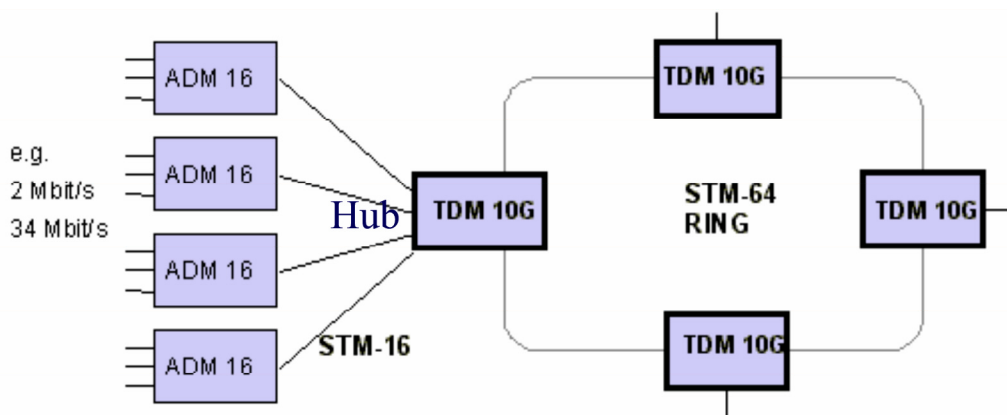 ADM 16
ADM 16
ADM 16
ADM 16
e.g.
2 Mbit/s
34 Mbit/s
Hub
STM-16
TDM 10G
TDM 10G
STM-64
RING
TDM 10G
TDM 10G